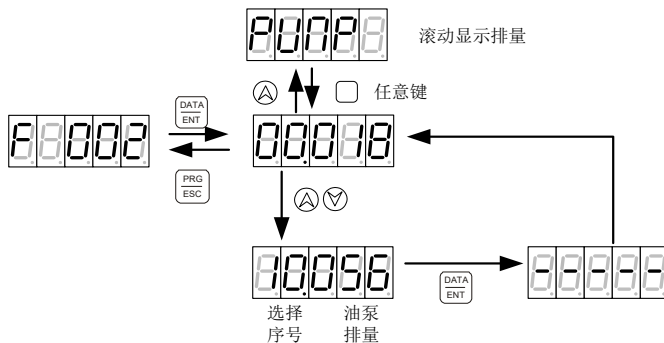 PUMP
滚动显示排量
任意键
DATA
ENT
F 002
00.018
PRG
ESC
10.056
-----
DATA
ENT
选择
序号
油泵
排量